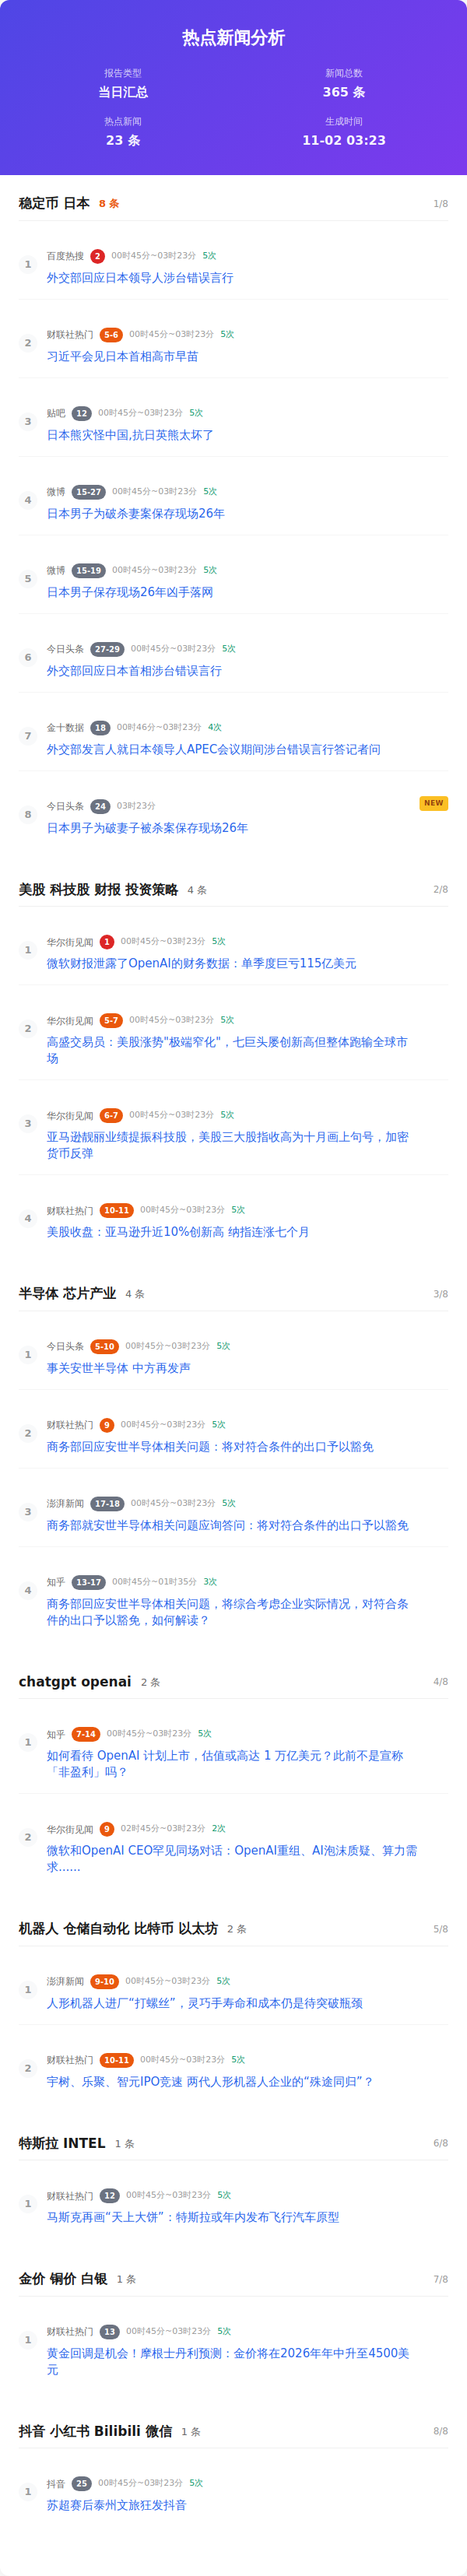 热点新闻分析
报告类型 新闻总数
当日汇总 365 条
热点新闻 生成时间
23 条 11-02 03:23
稳定币 日本 8 条 1/8
1 百度热搜 2 00时45分~03时23分 5次
外交部回应日本领导人涉台错误言行
2 财联社热门 5-6 00时45分~03时23分 5次
习近平会见日本首相高市早苗
3 贴吧 12 00时45分~03时23分 5次
日本熊灾怪中国,抗日英熊太坏了
4 微博 15-27 00时45分~03时23分 5次
日本男子为被杀妻案保存现场26年
5 微博 15-19 00时45分~03时23分 5次
日本男子保存现场26年凶手落网
6 今日头条 27-29 00时45分~03时23分 5次
外交部回应日本首相涉台错误言行
7 金十数据 18 00时46分~03时23分 4次
外交部发言人就日本领导人APEC会议期间涉台错误言行答记者问
8 今日头条 24 03时23分 NEW
日本男子为破妻子被杀案保存现场26年
美股 科技股 财报 投资策略 4 条 2/8
1 华尔街见闻 1 00时45分~03时23分 5次
微软财报泄露了OpenAI的财务数据：单季度巨亏115亿美元
2 华尔街见闻 5-7 00时45分~03时23分 5次
高盛交易员：美股涨势"极端窄化"，七巨头屡创新高但整体跑输全球市
场
3 华尔街见闻 6-7 00时45分~03时23分 5次
亚马逊靓丽业绩提振科技股，美股三大股指收高为十月画上句号，加密
货币反弹
4 财联社热门 10-11 00时45分~03时23分 5次
美股收盘：亚马逊升近10%创新高 纳指连涨七个月
半导体 芯片产业 4 条 3/8
1 今日头条 5-10 00时45分~03时23分 5次
事关安世半导体 中方再发声
2 财联社热门 9 00时45分~03时23分 5次
商务部回应安世半导体相关问题：将对符合条件的出口予以豁免
3 澎湃新闻 17-18 00时45分~03时23分 5次
商务部就安世半导体相关问题应询答问：将对符合条件的出口予以豁免
4 知乎 13-17 00时45分~01时35分 3次
商务部回应安世半导体相关问题，将综合考虑企业实际情况，对符合条
件的出口予以豁免，如何解读？
chatgpt openai 2 条 4/8
1 知乎 7-14 00时45分~03时23分 5次
如何看待 OpenAI 计划上市，估值或高达 1 万亿美元？此前不是宣称
「非盈利」吗？
2 华尔街见闻 9 02时45分~03时23分 2次
微软和OpenAI CEO罕见同场对话：OpenAI重组、AI泡沫质疑、算力需
求……
机器人 仓储自动化 比特币 以太坊 2 条 5/8
1 澎湃新闻 9-10 00时45分~03时23分 5次
人形机器人进厂“打螺丝”，灵巧手寿命和成本仍是待突破瓶颈
2 财联社热门 10-11 00时45分~03时23分 5次
宇树、乐聚、智元IPO竞速 两代人形机器人企业的“殊途同归”？
特斯拉 INTEL 1 条 6/8
1 财联社热门 12 00时45分~03时23分 5次
马斯克再画“天上大饼”：特斯拉或年内发布飞行汽车原型
金价 铜价 白银 1 条 7/8
1 财联社热门 13 00时45分~03时23分 5次
黄金回调是机会！摩根士丹利预测：金价将在2026年年中升至4500美
元
抖音 小红书 Bilibili 微信 1 条 8/8
1 抖音 25 00时45分~03时23分 5次
苏超赛后泰州文旅狂发抖音